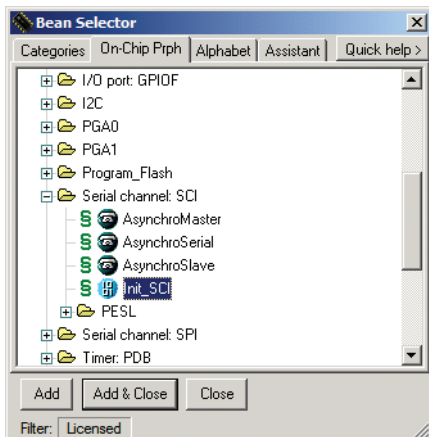 Bean Selector
Categories On-Chip Prph Alphabet Assistant Quick help >
I/O port: GPIOF
I2C
PGA0
PGA1
Program_Flash
Serial channel: SCI
AsynchroMaster
AsynchroSerial
AsynchroSlave
Init_SCI
PESL
Serial channel: SPI
Timer: PDB
Add Add & Close Close
Filter: Licensed